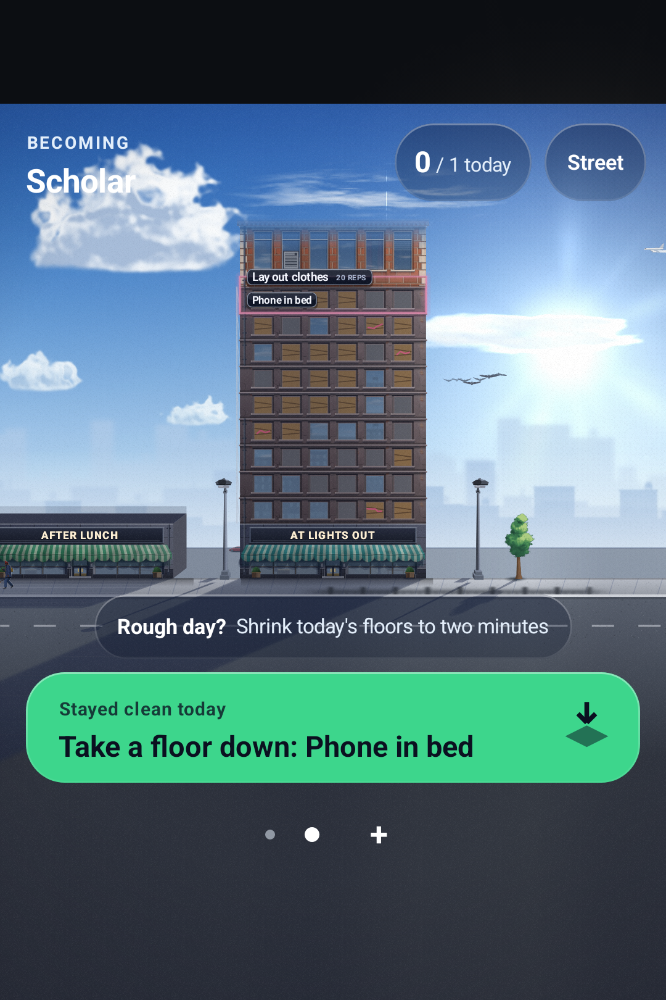 BECOMING
Scholar
0 / 1 today
Street
Lay out clothes 20 REPS
Phone in bed
AFTER LUNCH
AT LIGHTS OUT
Rough day? Shrink today's floors to two minutes
Stayed clean today
Take a floor down: Phone in bed
+